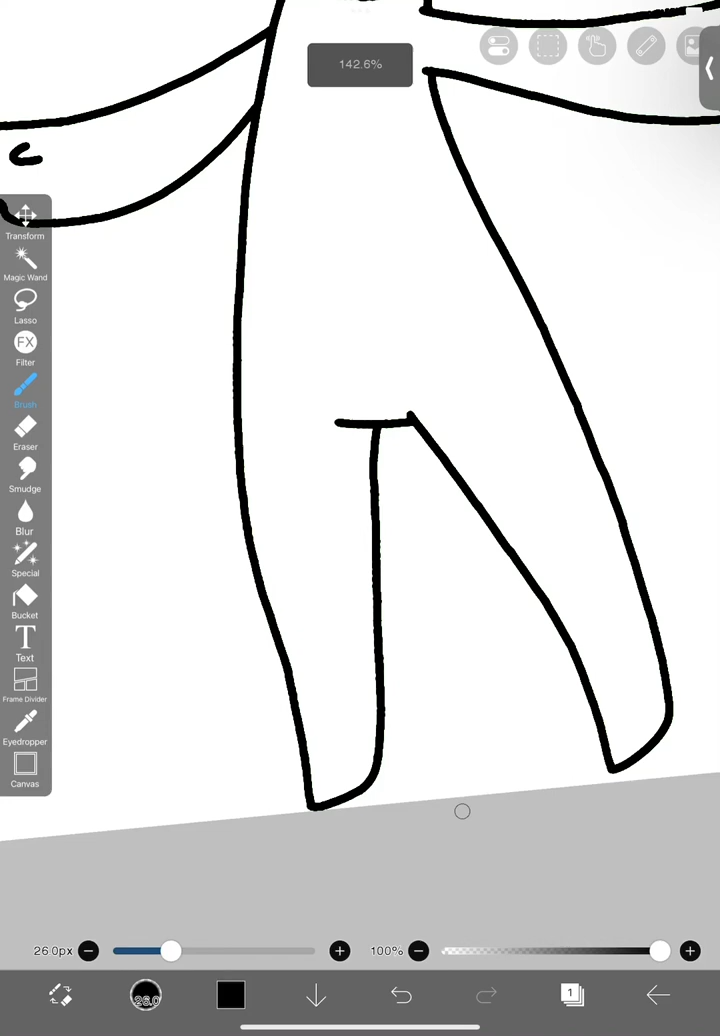 142.6%
Transform
Magic Wand
Lasso
FX
Filter
Brush
Eraser
Smudge
Blur
Special
Bucket
T
Text
Frame Divider
Eyedropper
Canvas
26.0px
100%
26.0
1